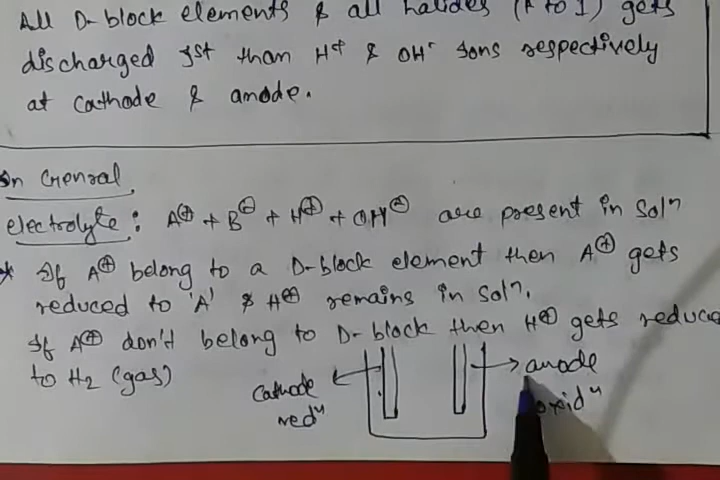 All D-block elements & all halides (F to I) gets
discharged 1st than H⁺ & OH⁻ Ions respectively
at cathode & anode.
In General
electrolyte: A⊕ + B⊖ + H⊕ + OH⊖ are present in solⁿ
* If A⊕ belong to a D-block element then A⊕ gets
reduced to 'A' & H⊕ remains in solⁿ.
If A⊕ don't belong to D-block then H⊕ gets reduce
to H₂ (gas)
cathode
redⁿ
anode
oxidⁿ